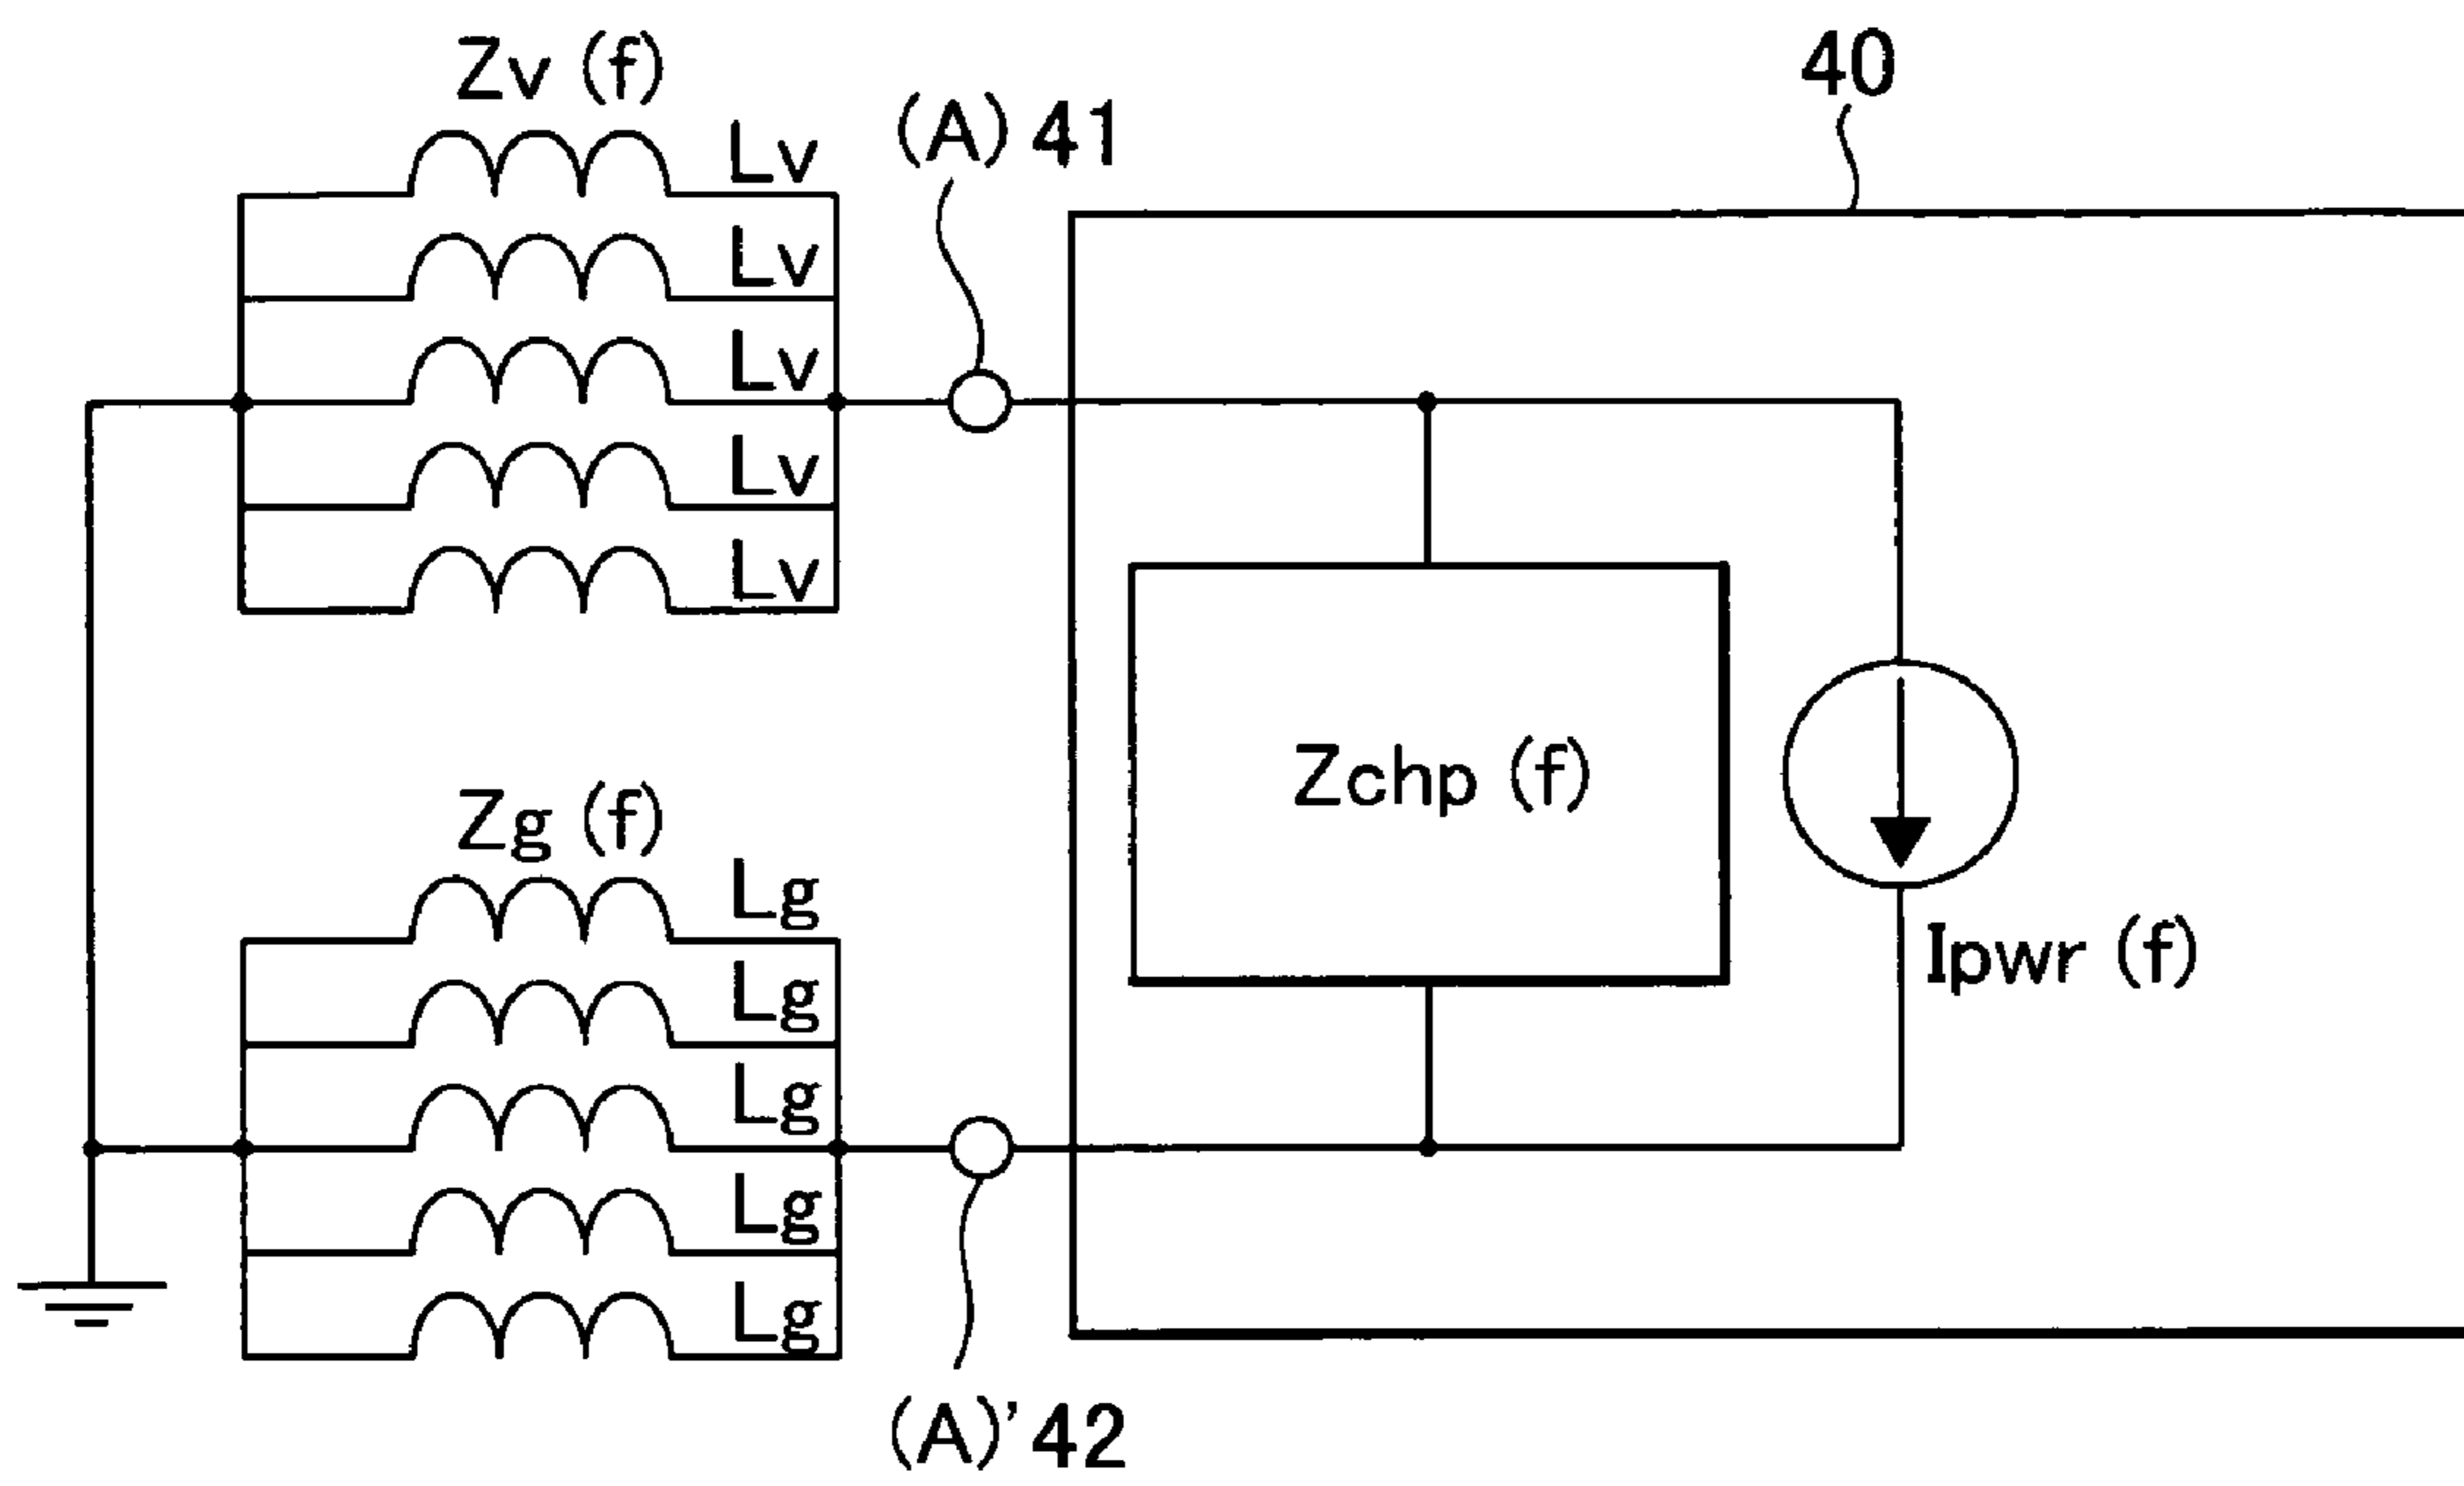 Zv (f)
40
(A) 41
Lv
Lv
Lv
Lv
Lv
Zchp (f)
Zg (f)
Lg
Ipwr (f)
Lg
Lg
Lg
Lg
(A)' 42